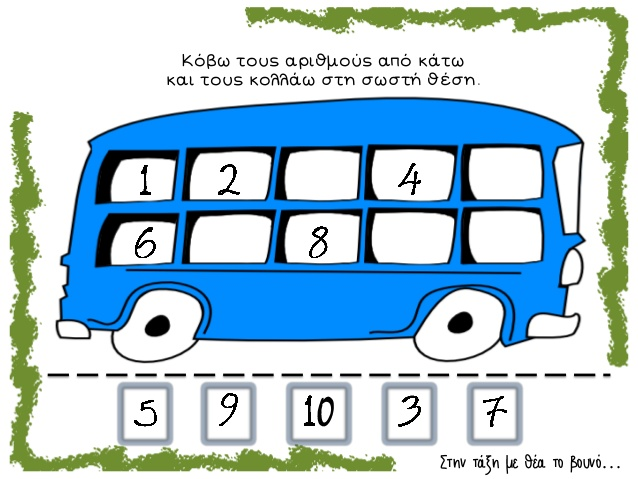 Κόβω τους αριθμούς από κάτω
και τους κολλάω στη σωστή θέση.
1 2 4
6 8
5 9 10 3 7
Στην τάξη με θέα το βουνό...